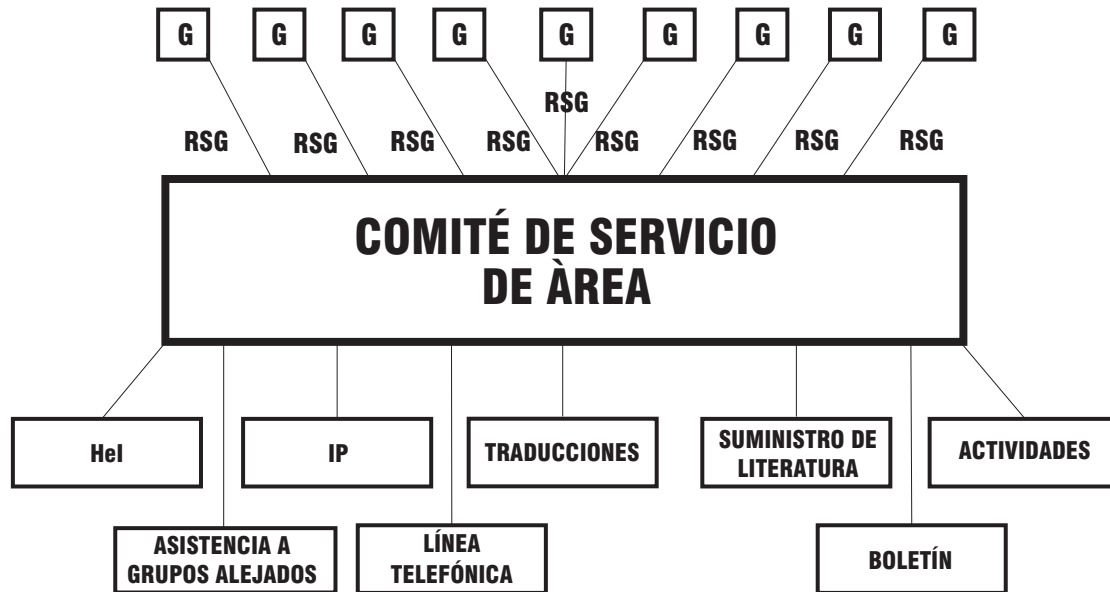 G G G G G G G G G
RSG
RSG RSG RSG RSG RSG RSG RSG RSG
COMITÉ DE SERVICIO
DE ÀREA
HeI
IP
TRADUCCIONES
SUMINISTRO DE
LITERATURA
ACTIVIDADES
ASISTENCIA A
GRUPOS ALEJADOS
LÍNEA
TELEFÓNICA
BOLETÍN